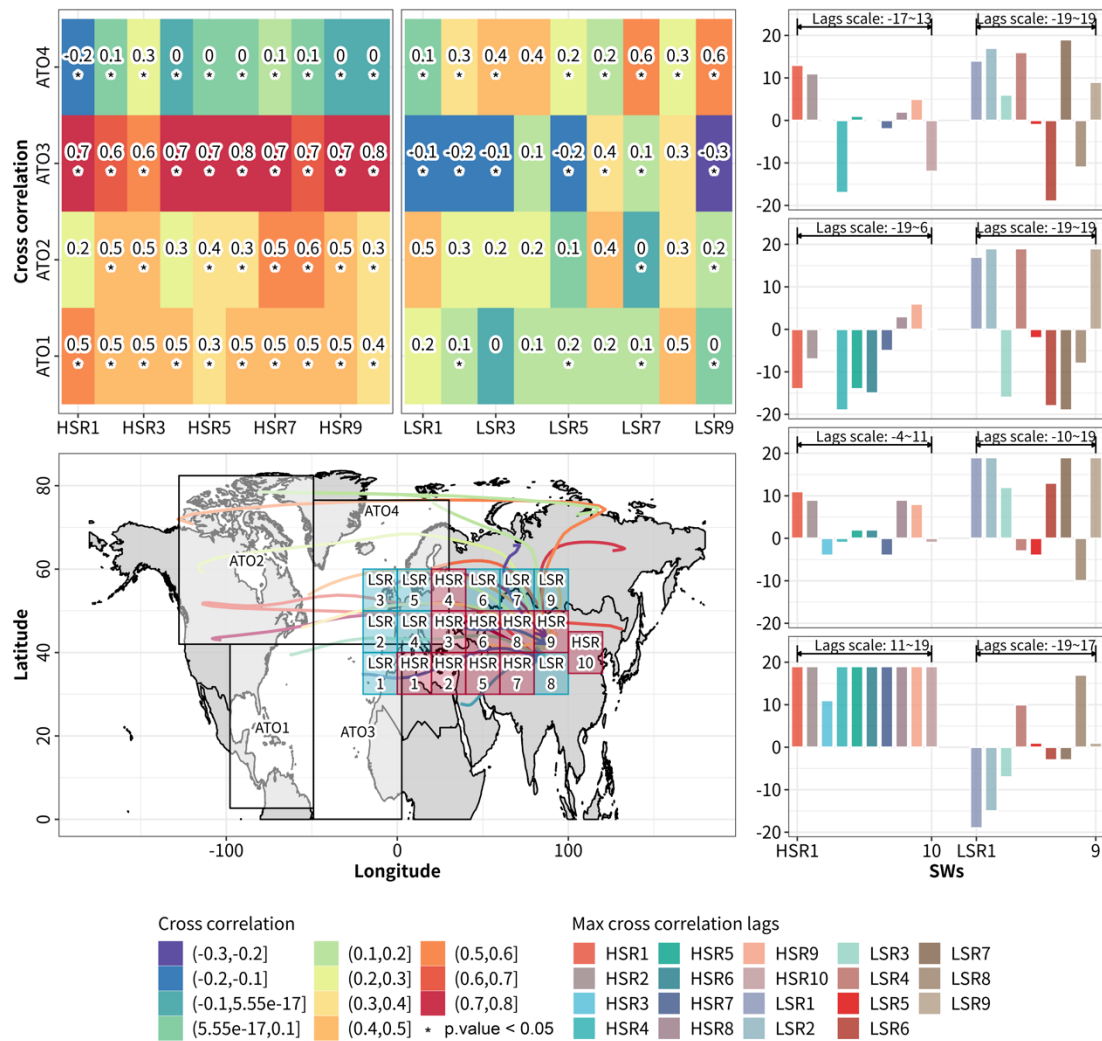 Cross correlation
ATO4
ATO3
ATO2
ATO1
-0.2 0.1 0.3 0 0 0 0.1 0.1 0 0
* * * * * * * * * *
0.7 0.6 0.6 0.7 0.7 0.8 0.7 0.7 0.7 0.8
* * * * * * * * * *
0.2 0.5 0.5 0.3 0.4 0.3 0.5 0.6 0.5 0.3
* * * * * * * *
0.5 0.5 0.5 0.5 0.3 0.5 0.5 0.5 0.5 0.4
* * * * * * * * * *
HSR1 HSR3 HSR5 HSR7 HSR9
0.1 0.3 0.4 0.4 0.2 0.2 0.6 0.3 0.6
* * * * * * * *
-0.1 -0.2 -0.1 0.1 -0.2 0.4 0.1 0.3 -0.3
* * * * * * *
0.5 0.3 0.2 0.2 0.1 0.4 0 0.3 0.2
* *
0.2 0.1 0 0.1 0.2 0.2 0.1 0.5 0
* * * *
LSR1 LSR3 LSR5 LSR7 LSR9
Lags scale: -17~13 Lags scale: -19~19
20
10
0
-10
-20
Lags scale: -19~6 Lags scale: -19~19
20
10
0
-10
-20
Lags scale: -4~11 Lags scale: -10~19
20
10
0
-10
-20
Lags scale: 11~19 Lags scale: -19~17
20
10
0
-10
-20
HSR1 10 LSR1 9
SWs
Latitude
80
60
40
20
0
ATO4
ATO2
ATO1
ATO3
LSR LSR HSR LSR LSR LSR
3 5 4 6 7 9
LSR LSR HSR HSR HSR HSR
2 4 3 6 8 9
HSR
10
LSR HSR HSR HSR HSR LSR
1 1 2 5 7 8
-100 0 100
Longitude
Cross correlation
(-0.3,-0.2] (0.1,0.2] (0.5,0.6]
(-0.2,-0.1] (0.2,0.3] (0.6,0.7]
(-0.1,5.55e-17] (0.3,0.4] (0.7,0.8]
(5.55e-17,0.1] (0.4,0.5] * p.value < 0.05
Max cross correlation lags
HSR1 HSR5 HSR9 LSR3 LSR7
HSR2 HSR6 HSR10 LSR4 LSR8
HSR3 HSR7 LSR1 LSR5 LSR9
HSR4 HSR8 LSR2 LSR6